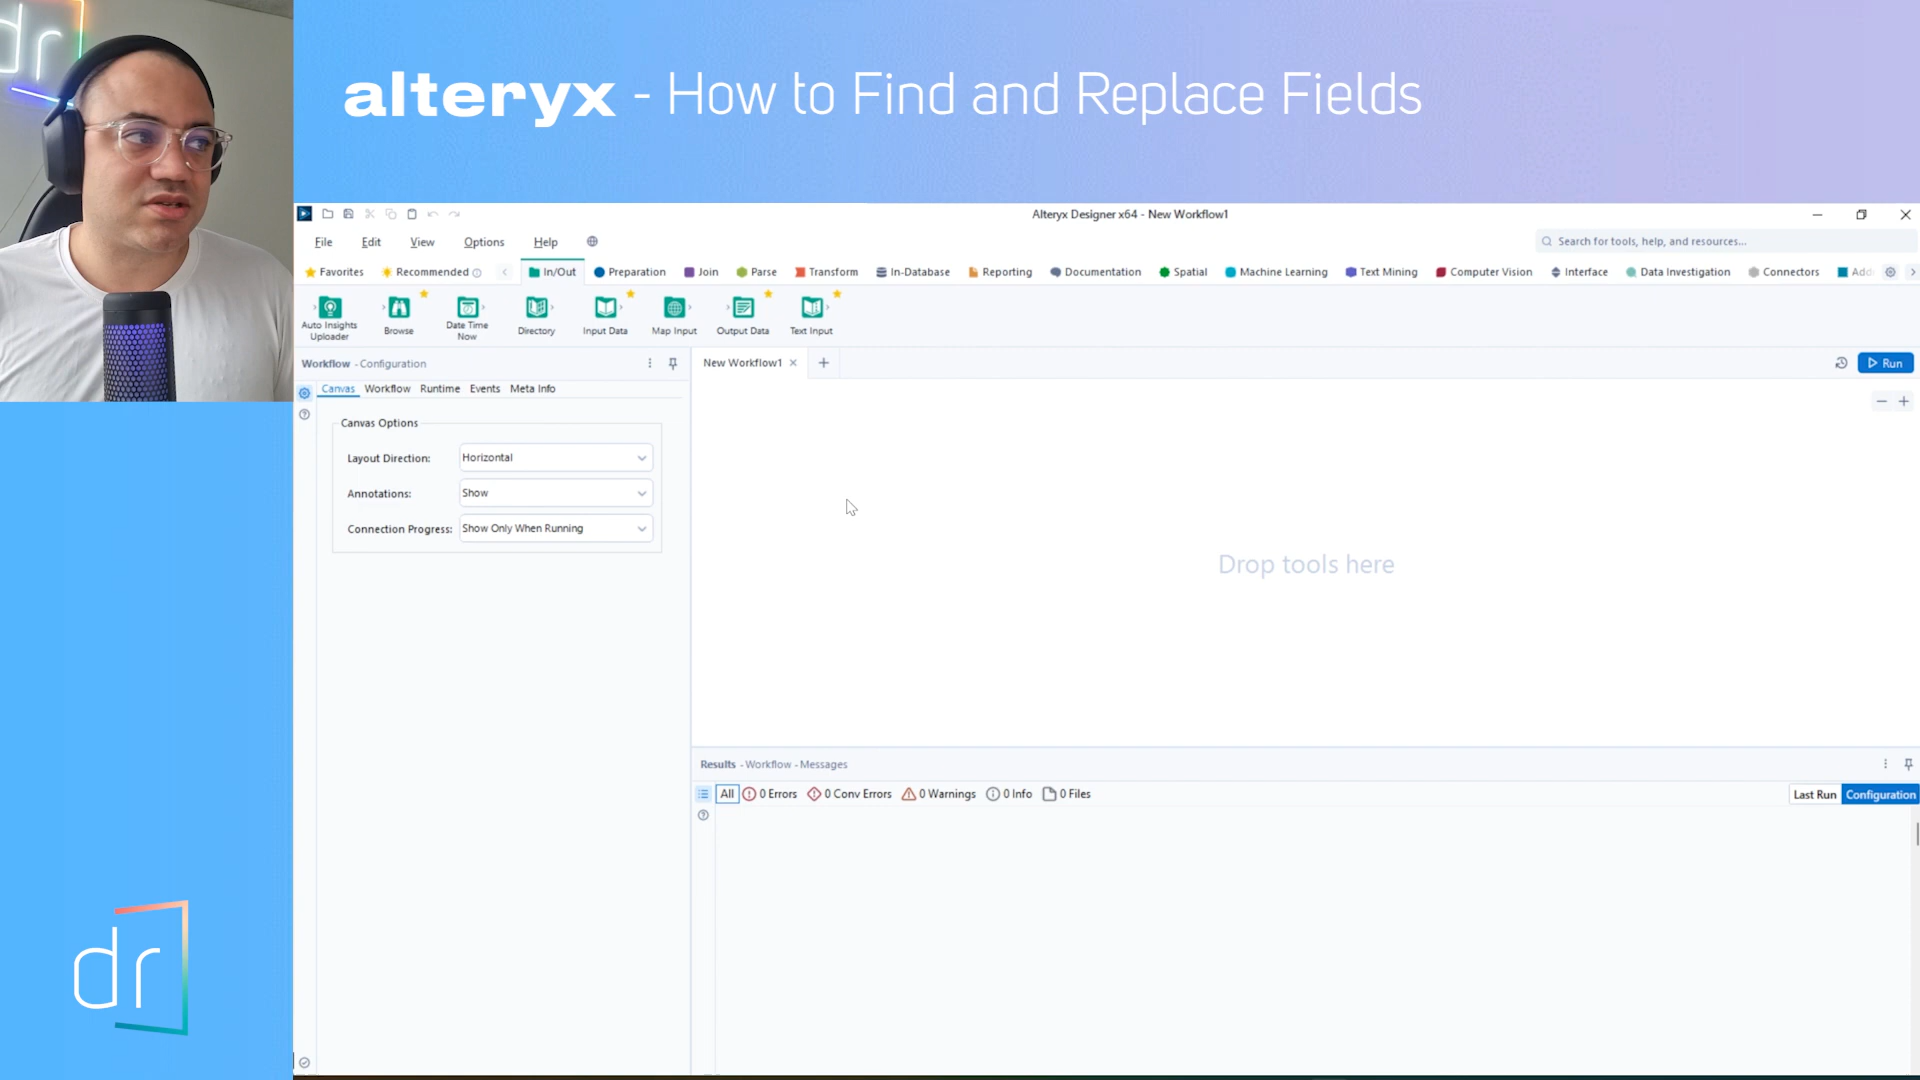 dr
alteryx - How to Find and Replace Fields
Alteryx Designer x64 - New Workflow1
File Edit View Options Help
Search for tools, help, and resources...
Favorites Recommended In/Out Preparation Join Parse Transform In-Database Reporting Documentation Spatial Machine Learning Text Mining Computer Vision Interface Data Investigation Connectors Add
Auto Insights Uploader
Browse
Date Time Now
Directory
Input Data
Map Input
Output Data
Text Input
Workflow - Configuration
New Workflow1
Run
Canvas Workflow Runtime Events Meta Info
Canvas Options
Layout Direction: Horizontal
Annotations: Show
Connection Progress: Show Only When Running
Drop tools here
Results - Workflow - Messages
All 0 Errors 0 Conv Errors 0 Warnings 0 Info 0 Files
Last Run Configuration
dr